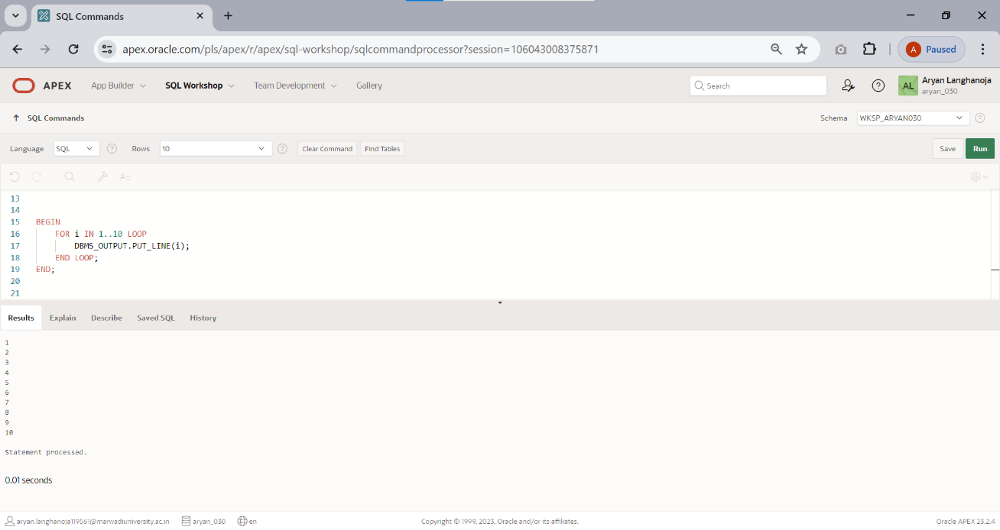 SQL Commands
apex.oracle.com/pls/apex/r/apex/sql-workshop/sqlcommandprocessor?session=106043008375871
A Paused
APEX App Builder SQL Workshop Team Development Gallery Search AL Aryan Langhanoja
aryan_030
SQL Commands Schema WKSP_ARYAN030
Language SQL Rows 10 Clear Command Find Tables Save Run
13
14
15 BEGIN
16 FOR i IN 1..10 LOOP
17 DBMS_OUTPUT.PUT_LINE(i);
18 END LOOP;
19 END;
20
21
Results Explain Describe Saved SQL History
1
2
3
4
5
6
7
8
9
10
Statement processed.
0.01 seconds
aryan.langhanoja119561@marwadiuniversity.ac.in aryan_030 en Copyright © 1999, 2023, Oracle and/or its affiliates. Oracle APEX 23.2.4